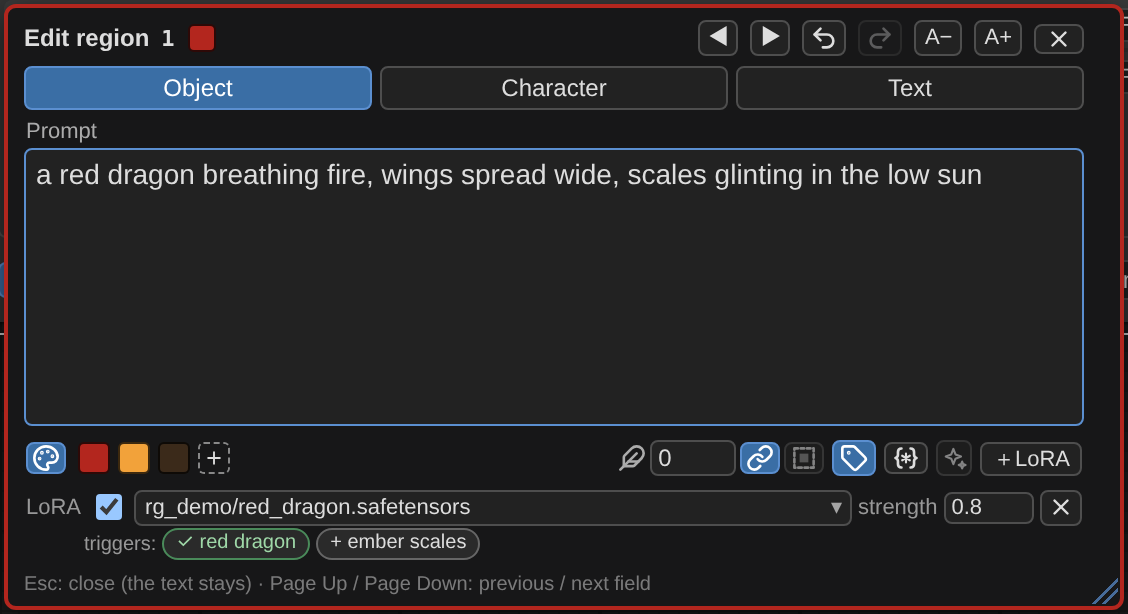 Edit region 1
A− A+
Object Character Text
Prompt
a red dragon breathing fire, wings spread wide, scales glinting in the low sun
0 {*} +LoRA
LoRA rg_demo/red_dragon.safetensors strength 0.8
triggers: ✓ red dragon + ember scales
Esc: close (the text stays) · Page Up / Page Down: previous / next field